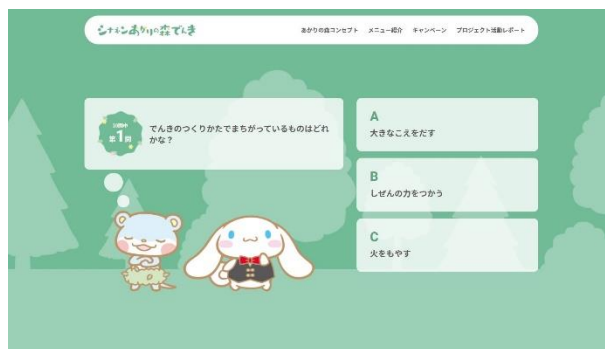 シナネンあかりの森でんき
あかりの森コンセプト
メニュー紹介
キャンペーン
プロジェクト活動レポート
第1問
でんきのつくりかたでまちがっているものはどれ
かな?
A
大きなこえをだす
B
しぜんの力をつかう
C
火をもやす